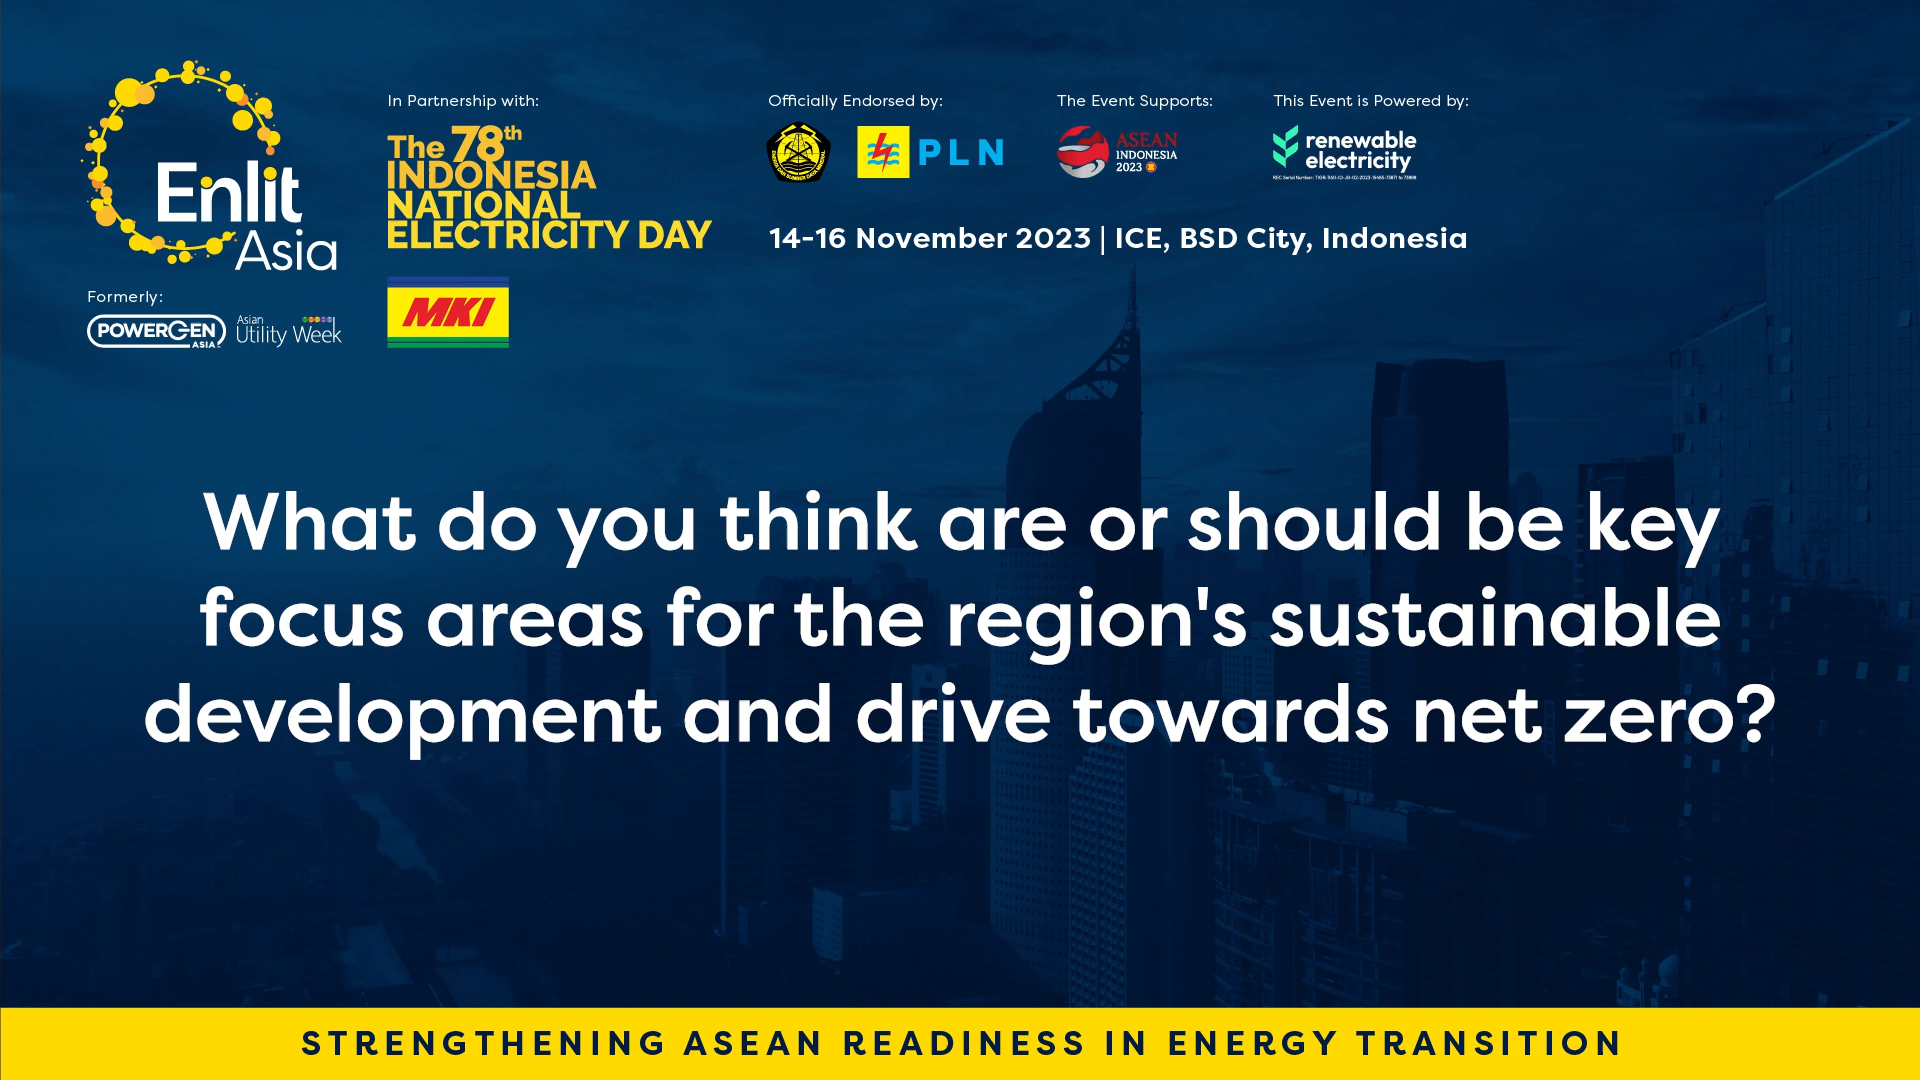 Enlit
Asia
Formerly:
POWERGEN
ASIA
Asian
Utility Week
In Partnership with:
The 78th
INDONESIA
NATIONAL
ELECTRICITY DAY
MKI
Officially Endorsed by:
PLN
The Event Supports:
ASEAN
INDONESIA
2023
This Event is Powered by:
renewable
electricity
14-16 November 2023 | ICE, BSD City, Indonesia
What do you think are or should be key
focus areas for the region's sustainable
development and drive towards net zero?
STRENGTHENING ASEAN READINESS IN ENERGY TRANSITION